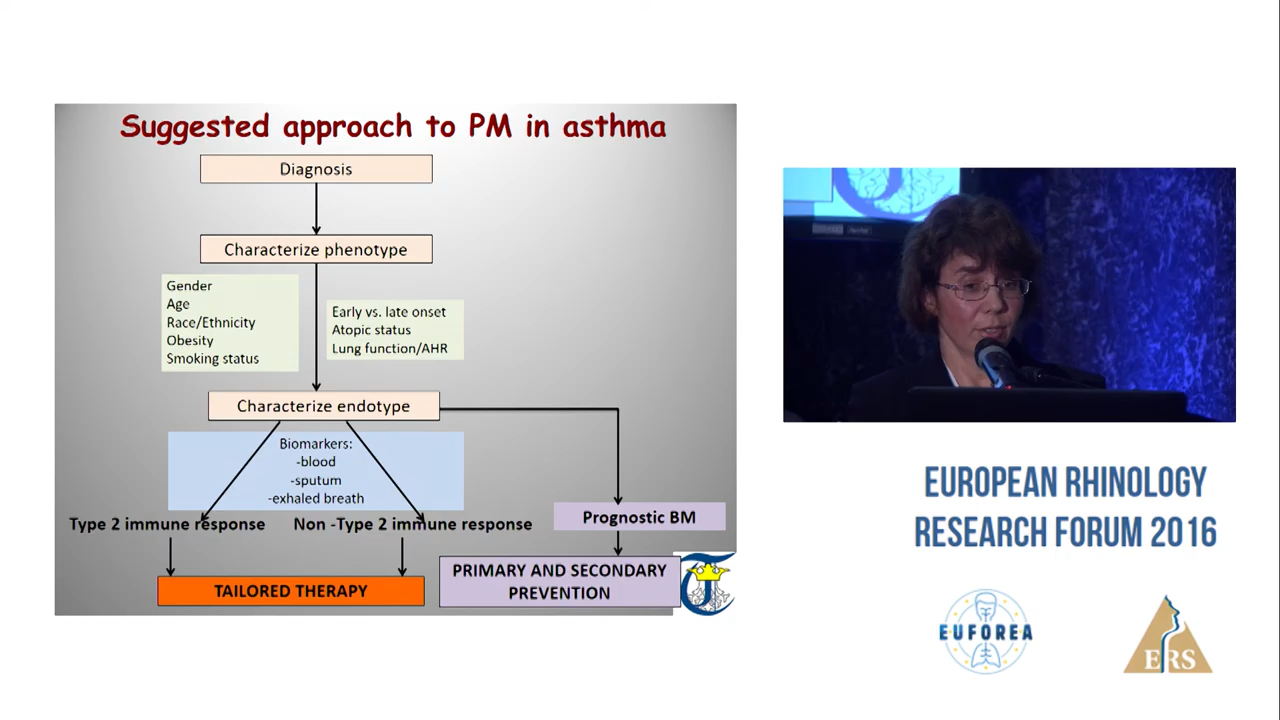 Suggested approach to PM in asthma
Diagnosis
Characterize phenotype
Gender
Age
Race/Ethnicity
Obesity
Smoking status
Early vs. late onset
Atopic status
Lung function/AHR
Characterize endotype
Biomarkers:
-blood
-sputum
-exhaled breath
Type 2 immune response
Non -Type 2 immune response
Prognostic BM
TAILORED THERAPY
PRIMARY AND SECONDARY
PREVENTION
EUROPEAN RHINOLOGY
RESEARCH FORUM 2016
EUFOREA
ERS